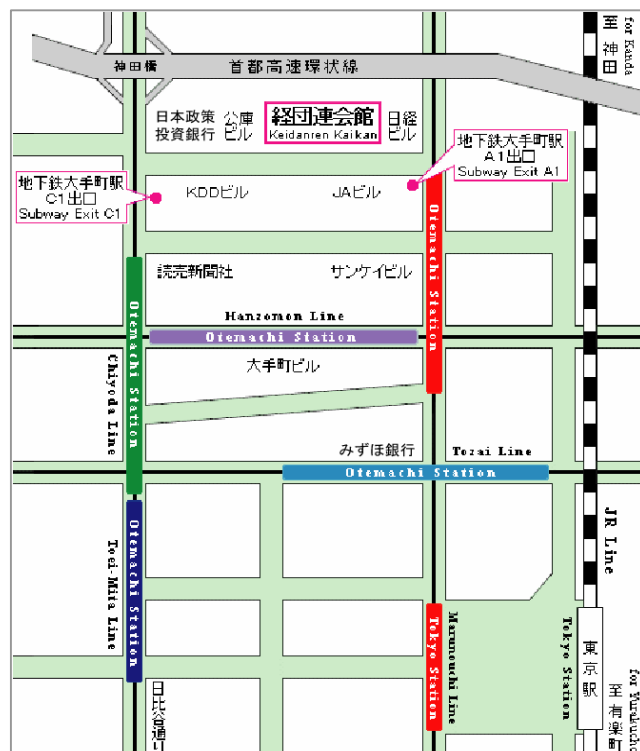 至神田
for Kanda
神田橋
首都高速環状線
日本政策
投資銀行
公庫
ビル
経団連会館
Keidanren Kaikan
日経
ビル
地下鉄大手町駅
A1出口
Subway Exit A1
地下鉄大手町駅
C1出口
Subway Exit C1
KDDビル
JAビル
Otemachi Station
読売新聞社
サンケイビル
Hanzomon Line
Otemachi Station
Otemachi Station
Chiyoda Line
大手町ビル
みずほ銀行
Tozai Line
Otemachi Station
Otemachi Station
Toei-Mita Line
JR Line
Tokyo Station
Marunouchi Line
Tokyo Station
東京駅
至有楽町
for Yurakucho
日比谷通り